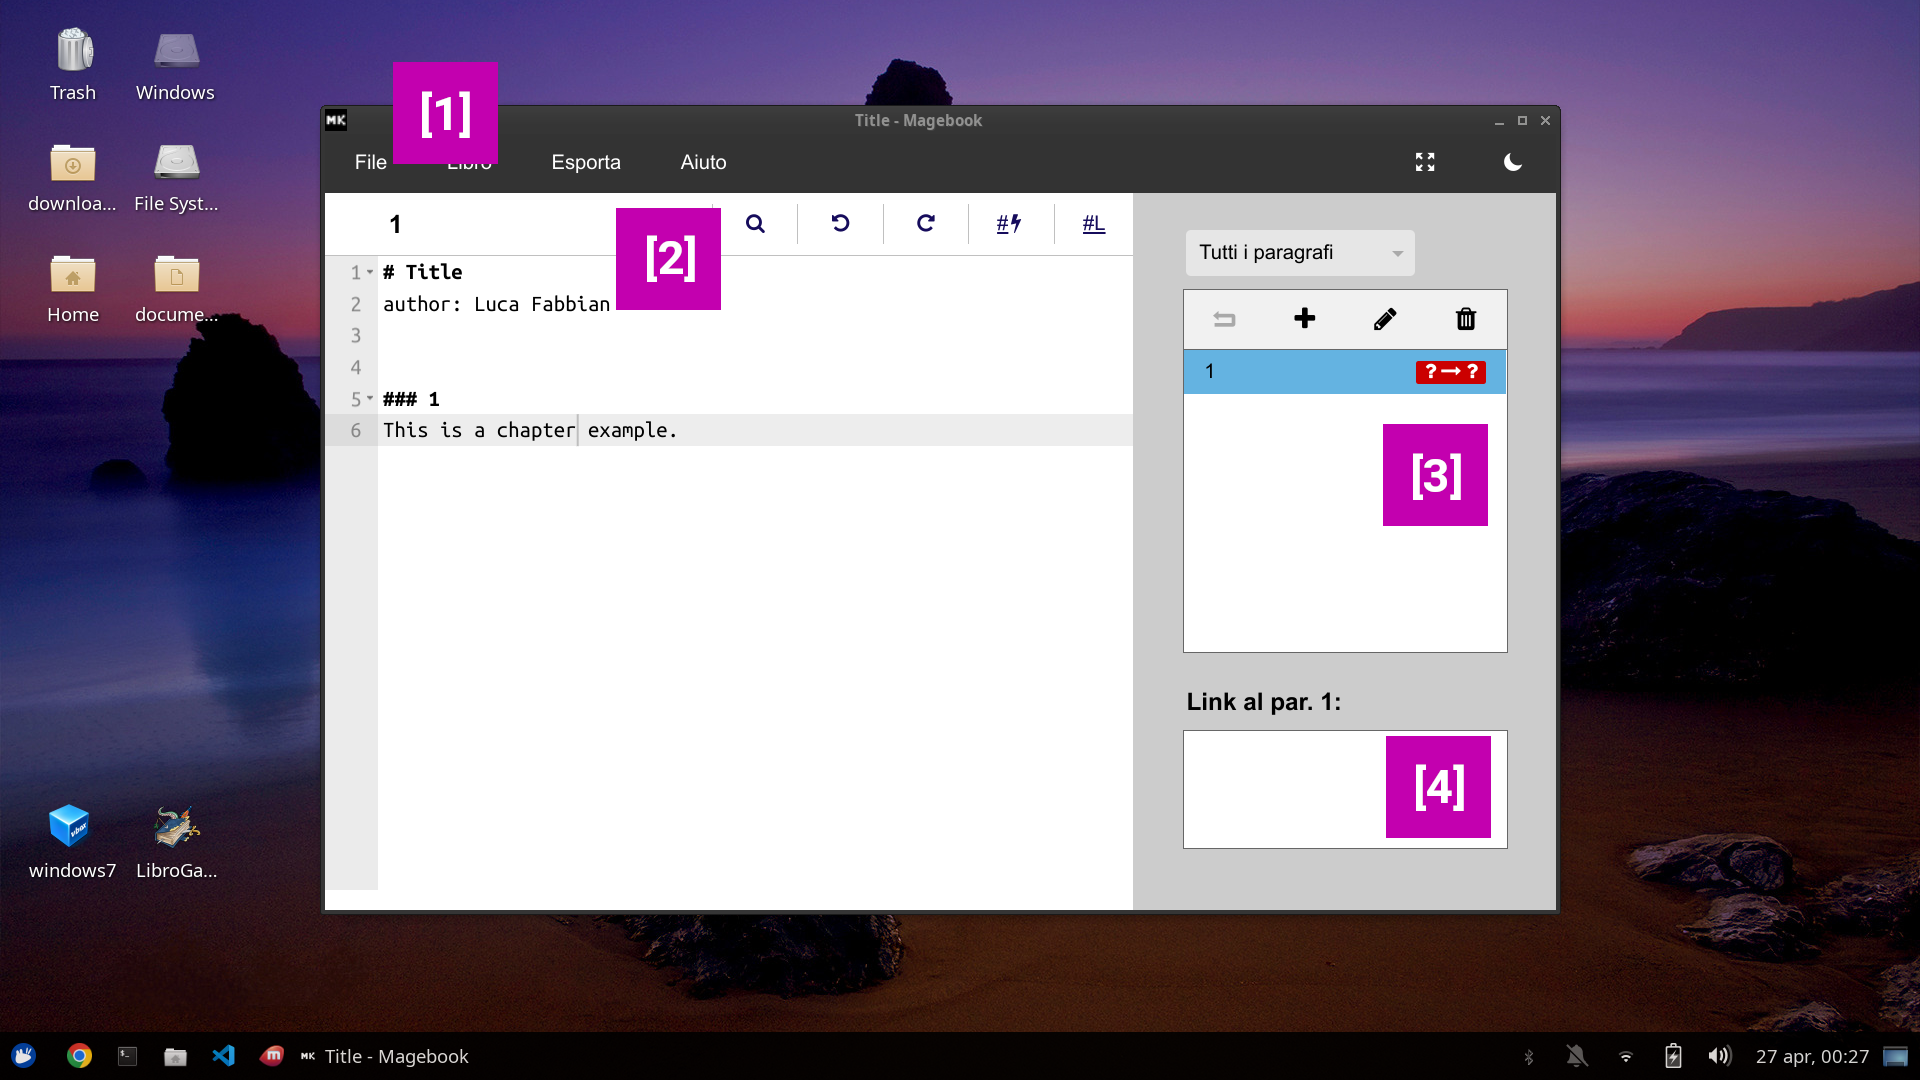 Trash
Windows
downloa...
File Syst...
Home
docume...
windows7
LibroGa...
[1]
MK
Title - Magebook
File
Libro
Esporta
Aiuto
1
[2]
#
#L
1 # Title
2 author: Luca Fabbian
3
4
5 ### 1
6 This is a chapter example.
Tutti i paragrafi
1
? → ?
[3]
Link al par. 1:
[4]
MK Title - Magebook
27 apr, 00:27